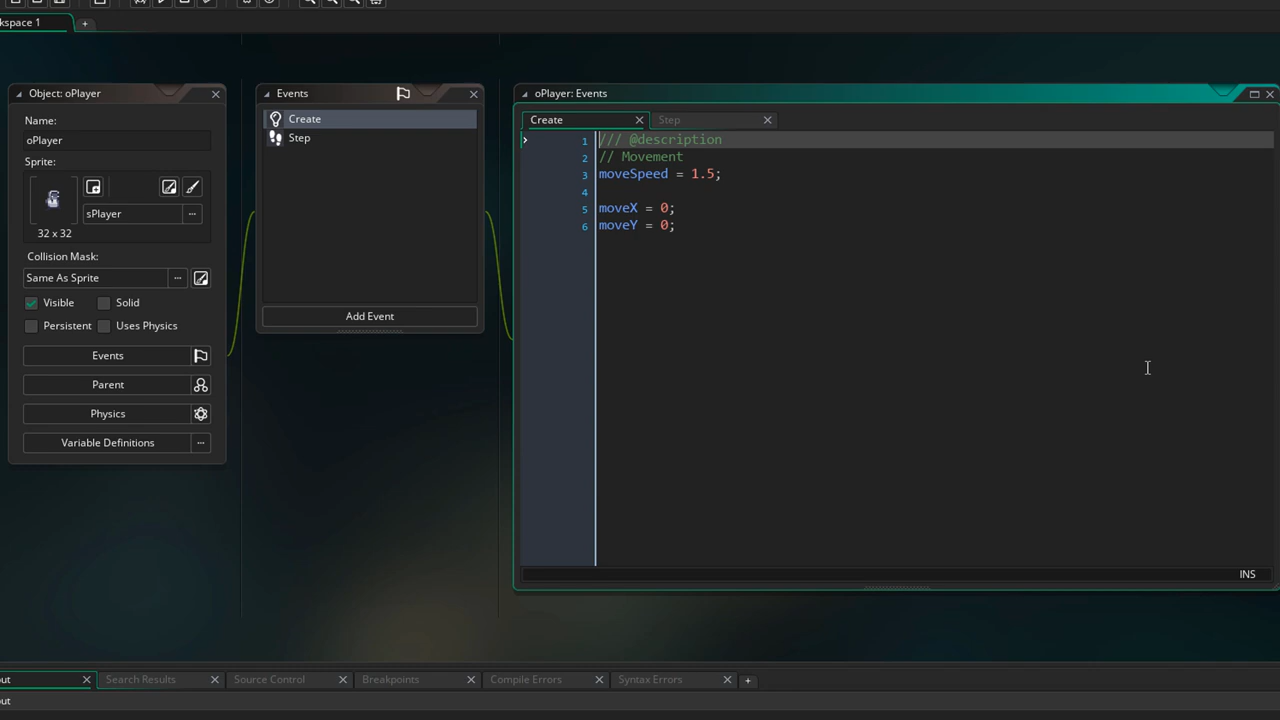 kspace 1
+
Object: oPlayer
Name:
oPlayer
Sprite:
sPlayer
...
32 x 32
Collision Mask:
Same As Sprite
...
Visible
Solid
Persistent
Uses Physics
Events
Parent
Physics
Variable Definitions
...
Events
Create
Step
Add Event
oPlayer: Events
Create
Step
1 /// @description
2 // Movement
3 moveSpeed = 1.5;
4
5 moveX = 0;
6 moveY = 0;
INS
out
Search Results
Source Control
Breakpoints
Compile Errors
Syntax Errors
+
out